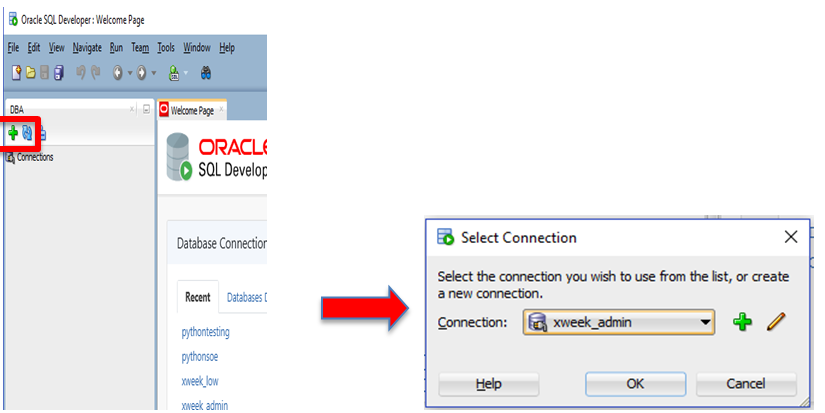 Oracle SQL Developer : Welcome Page
File Edit View Navigate Run Team Tools Window Help
DBA
Welcome Page
Connections
ORACLE
SQL Develop
Database Connection
Recent Databases D
pythontesting
pythonsoe
xweek_low
xweek_admin
Select Connection
Select the connection you wish to use from the list, or create
a new connection.
Connection: xweek_admin
Help OK Cancel